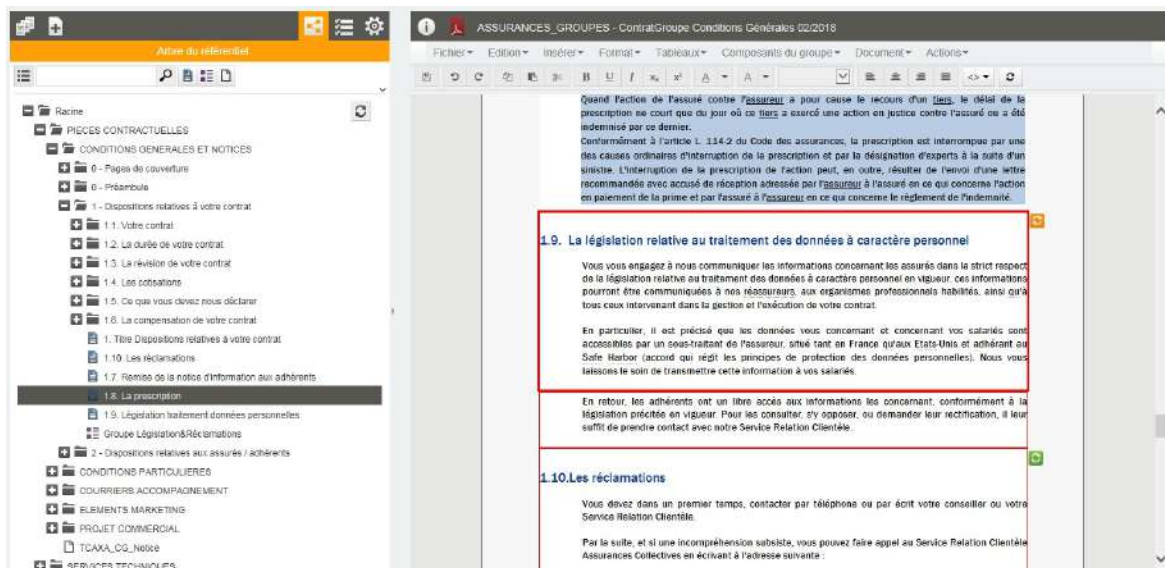 ASSURANCES_GROUPES - ContratGroupe Conditions Générales 02/2018
Arbre du référentiel
Fichier Edition Insérer Format Tableaux Composants du groupe Document Actions
B U I x₂ x² A A
Racine
PIECES CONTRACTUELLES
CONDITIONS GENERALES ET NOTICES
0 - Pages de couverture
0 - Préambule
1 - Dispositions relatives à votre contrat
1.1. Votre contrat
1.2. La durée de votre contrat
1.3. La révision de votre contrat
1.4. Les cotisations
1.5. Ce que vous devez nous déclarer
1.6. La compensation de votre contrat
1. Titre Dispositions relatives à votre contrat
1.10. Les réclamations
1.7. Remise de la notice d'information aux adhérents
1.8. La prescription
1.9. Législation traitement données personnelles
Groupe Législation&Réclamations
2 - Dispositions relatives aux assurés / adhérents
CONDITIONS PARTICULIERES
COURRIERS ACCOMPAGNEMENT
ELEMENTS MARKETING
PROJET COMMERCIAL
TCAXA_CG_Notice
SERVICES TECHNIQUES
Quand l'action de l'assuré contre l'assureur a pour cause le recours d'un tiers, le délai de la
prescription ne court que du jour où ce tiers a exercé une action en justice contre l'assuré ou a été
indemnisé par ce dernier.
Conformément à l'article L. 114-2 du Code des assurances, la prescription est interrompue par une
des causes ordinaires d'interruption de la prescription et par la désignation d'experts à la suite d'un
sinistre. L'interruption de la prescription de l'action peut, en outre, résulter de l'envoi d'une lettre
recommandée avec accusé de réception adressée par l'assureur à l'assuré en ce qui concerne l'action
en paiement de la prime et par l'assuré à l'assureur en ce qui concerne le règlement de l'indemnité.
1.9. La législation relative au traitement des données à caractère personnel
Vous vous engagez à nous communiquer les informations concernant les assurés dans la strict respect
de la législation relative au traitement des données à caractère personnel en vigueur, ces informations
pourront être communiquées à nos réassureurs, aux organismes professionnels habilités, ainsi qu'à
tous ceux intervenant dans la gestion et l'exécution de votre contrat.
En particulier, il est précisé que les données vous concernant et concernant vos salariés sont
accessibles par un sous-traitant de l'assureur, situé tant en France qu'aux Etats-Unis et adhérant au
Safe Harbor (accord qui régit les principes de protection des données personnelles). Nous vous
laissons le soin de transmettre cette information à vos salariés.
En retour, les adhérents ont un libre accès aux informations les concernant, conformément à la
législation précitée en vigueur. Pour les consulter, s'y opposer, ou demander leur rectification, il leur
suffit de prendre contact avec notre Service Relation Clientèle.
1.10.Les réclamations
Vous devez dans un premier temps, contacter par téléphone ou par écrit votre conseiller ou votre
Service Relation Clientèle.
Par la suite, et si une incompréhension subsiste, vous pouvez faire appel au Service Relation Clientèle
Assurances Collectives en écrivant à l'adresse suivante :